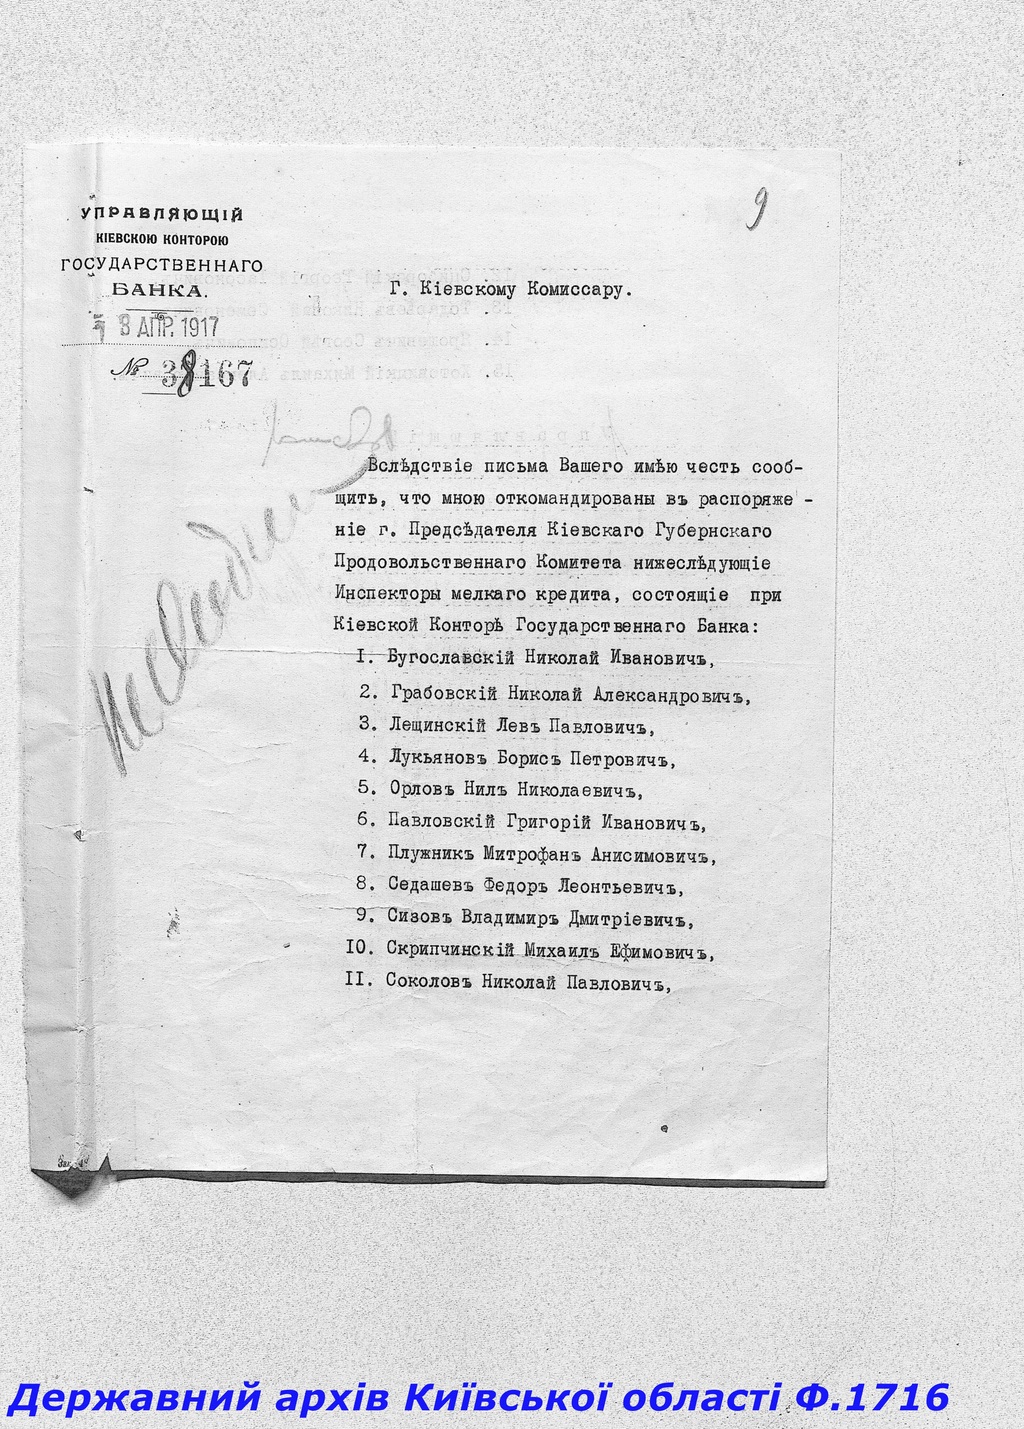 9
УПРАВЛЯЮЩІЙ
КІЕВСКОЮ КОНТОРОЮ
ГОСУДАРСТВЕННАГО
БАНКА.
8 АПР. 1917
№ 38167
Г. Кіевскому Комиссару.
Вслѣдствіе письма Вашего имѣю честь сооб-
щить, что мною откомандированы въ распоряже -
ніе г. Предсѣдателя Кіевскаго Губернскаго
Продовольственнаго Комитета нижеслѣдующіе
Инспекторы мелкаго кредита, состоящіе при
Кіевской Конторѣ Государственнаго Банка:
I. Бугославскій Николай Ивановичъ,
2. Грабовскій Николай Александровичъ,
3. Лещинскій Левъ Павловичъ,
4. Лукьяновъ Борисъ Петровичъ,
5. Орловъ Нилъ Николаевичъ,
6. Павловскій Григорій Ивановичъ,
7. Плужникъ Митрофанъ Анисимовичъ,
8. Седашевъ Федоръ Леонтьевичъ,
9. Сизовъ Владимиръ Дмитріевичъ,
IO. Скрипчинскій Михаилъ Ефимовичъ,
II. Соколовъ Николай Павловичъ,
Державний архів Київської області Ф.1716